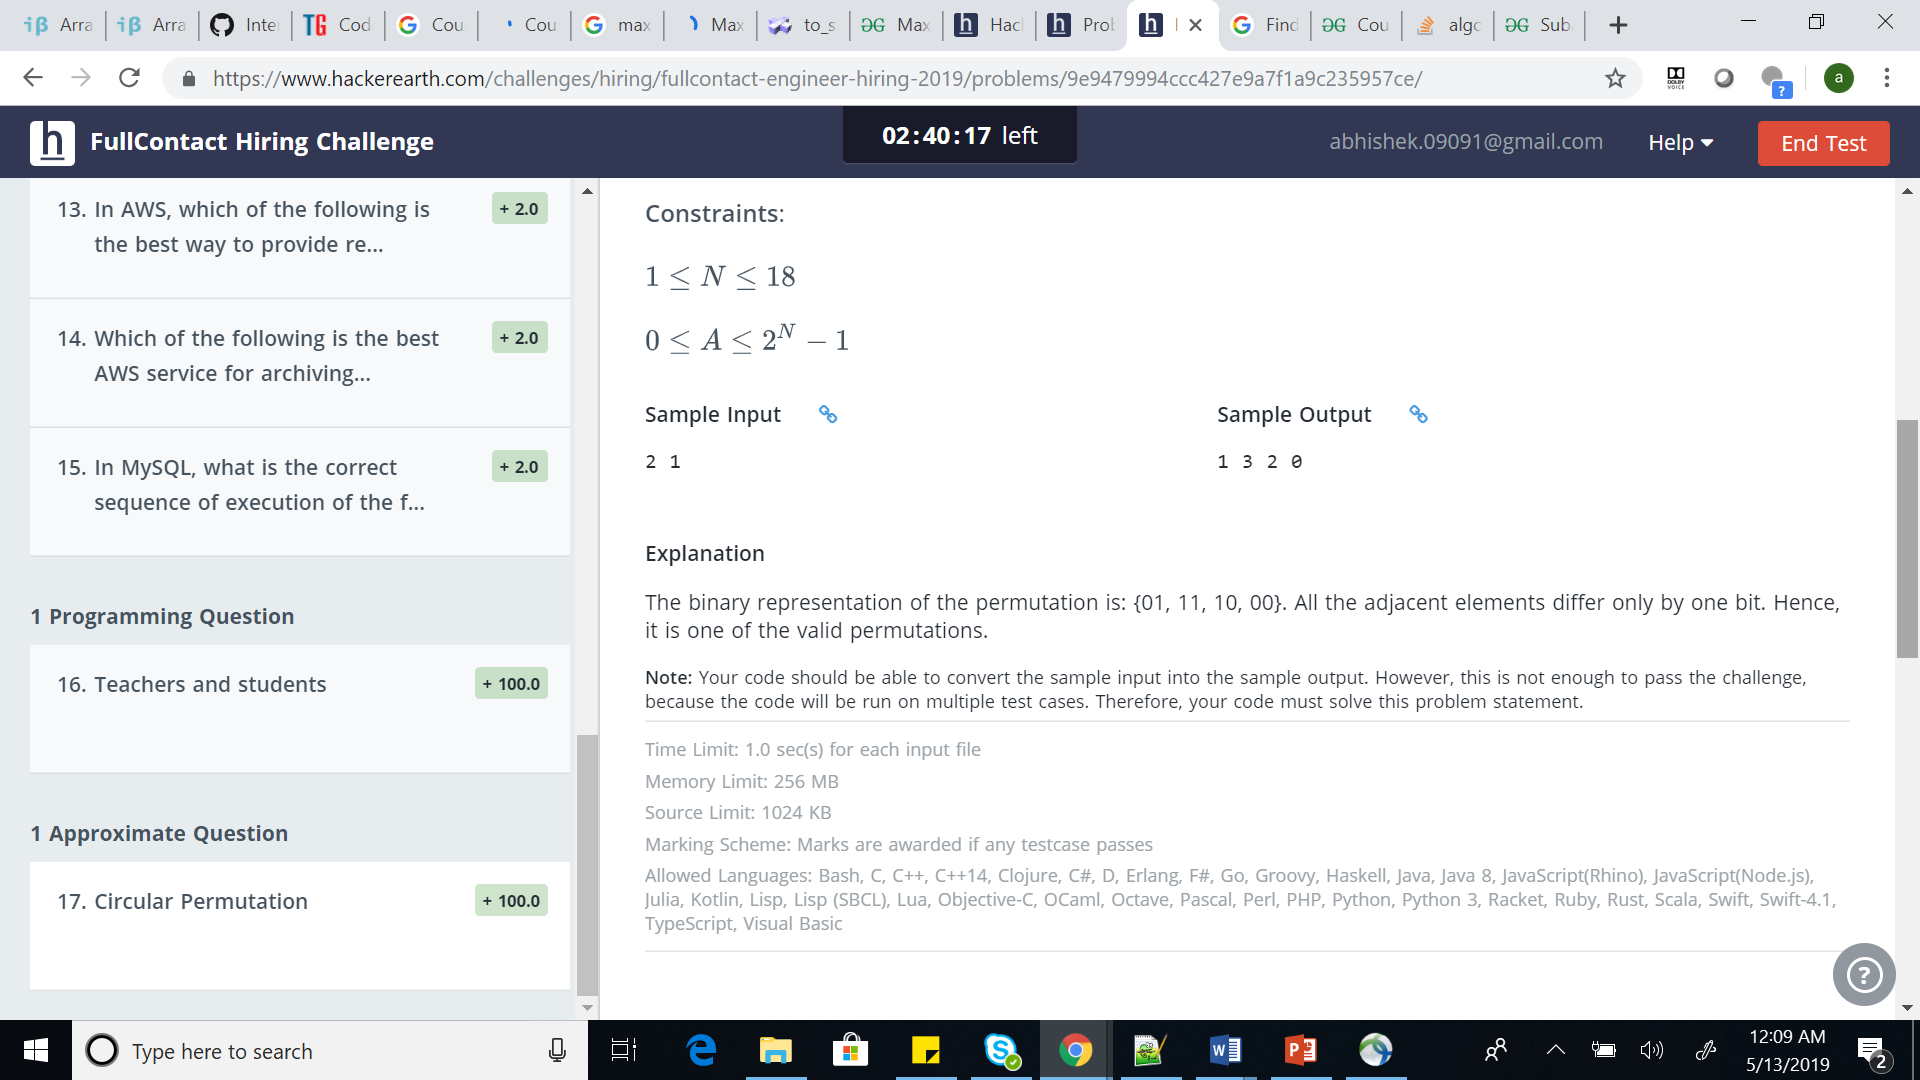 Arra
Arra
Inte
TG Cod
Cou
Cou
max
Max
to_s
Max
h Hac
h Prob
h
Find
Cou
algo
Sub
https://www.hackerearth.com/challenges/hiring/fullcontact-engineer-hiring-2019/problems/9e9479994ccc427e9a7f1a9c235957ce/
a
h FullContact Hiring Challenge
02:40:17 left
abhishek.09091@gmail.com
Help
End Test
13. In AWS, which of the following is
the best way to provide re...
+ 2.0
14. Which of the following is the best
AWS service for archiving...
+ 2.0
15. In MySQL, what is the correct
sequence of execution of the f...
+ 2.0
1 Programming Question
16. Teachers and students
+ 100.0
1 Approximate Question
17. Circular Permutation
+ 100.0
Constraints:
1 ≤ N ≤ 18
0 ≤ A ≤ 2^N − 1
Sample Input
2 1
Sample Output
1 3 2 0
Explanation
The binary representation of the permutation is: {01, 11, 10, 00}. All the adjacent elements differ only by one bit. Hence,
it is one of the valid permutations.
Note: Your code should be able to convert the sample input into the sample output. However, this is not enough to pass the challenge,
because the code will be run on multiple test cases. Therefore, your code must solve this problem statement.
Time Limit: 1.0 sec(s) for each input file
Memory Limit: 256 MB
Source Limit: 1024 KB
Marking Scheme: Marks are awarded if any testcase passes
Allowed Languages: Bash, C, C++, C++14, Clojure, C#, D, Erlang, F#, Go, Groovy, Haskell, Java, Java 8, JavaScript(Rhino), JavaScript(Node.js),
Julia, Kotlin, Lisp, Lisp (SBCL), Lua, Objective-C, OCaml, Octave, Pascal, Perl, PHP, Python, Python 3, Racket, Ruby, Rust, Scala, Swift, Swift-4.1,
TypeScript, Visual Basic
?
Type here to search
12:09 AM
5/13/2019
2